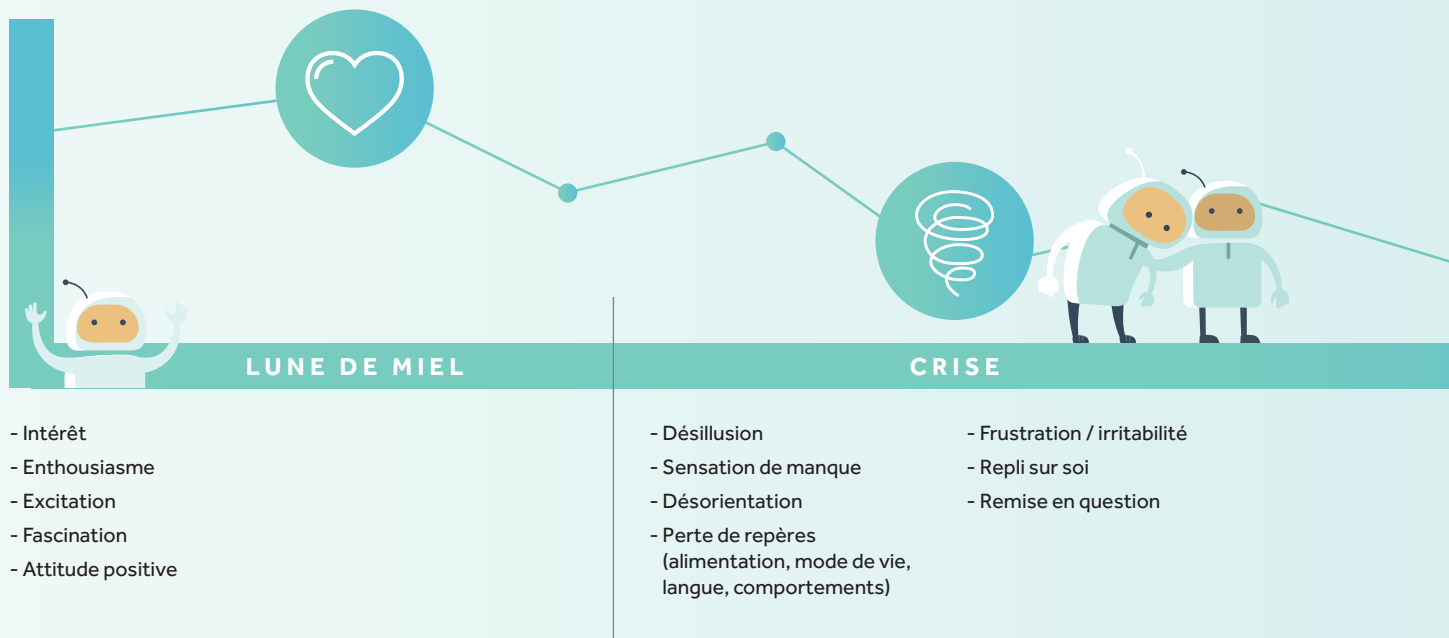 LUNE DE MIEL
- Intérêt
- Enthousiasme
- Excitation
- Fascination
- Attitude positive
CRISE
- Désillusion
- Sensation de manque
- Désorientation
- Perte de repères
(alimentation, mode de vie,
langue, comportements)
- Frustration / irritabilité
- Repli sur soi
- Remise en question